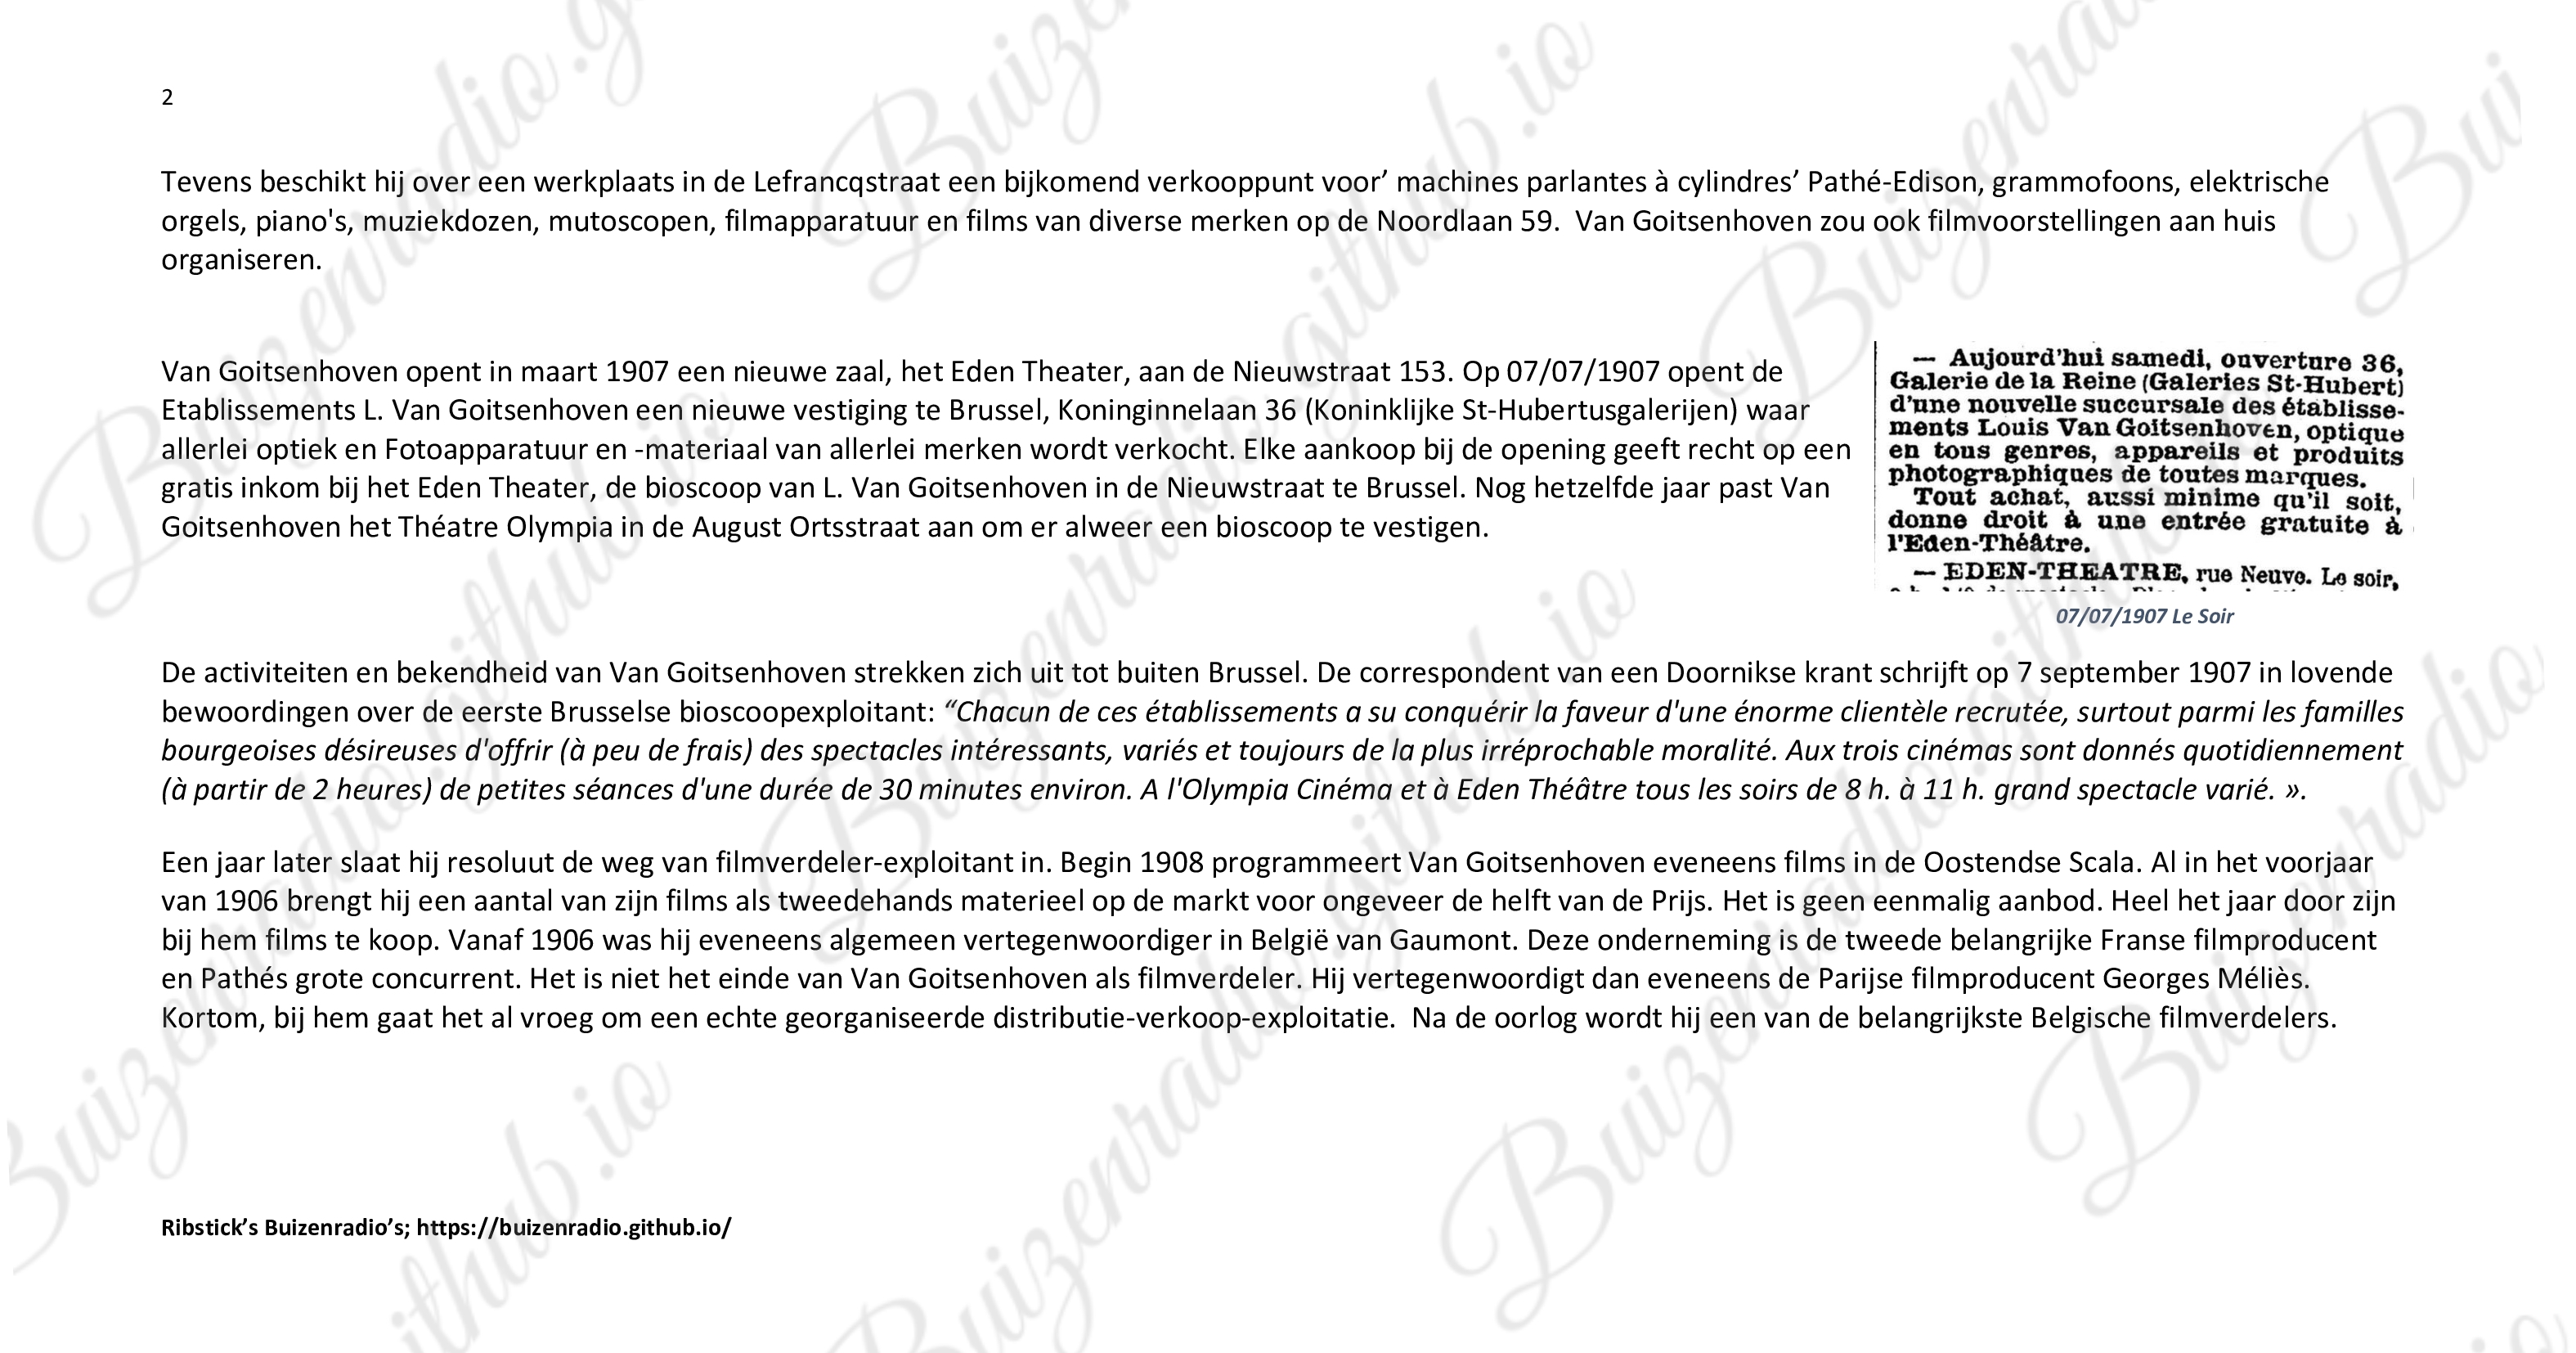 2
Tevens beschikt hij over een werkplaats in de Lefrancqstraat een bijkomend verkooppunt voor’ machines parlantes à cylindres’ Pathé-Edison, grammofoons, elektrische
orgels, piano's, muziekdozen, mutoscopen, filmapparatuur en films van diverse merken op de Noordlaan 59.  Van Goitsenhoven zou ook filmvoorstellingen aan huis
organiseren.
Van Goitsenhoven opent in maart 1907 een nieuwe zaal, het Eden Theater, aan de Nieuwstraat 153. Op 07/07/1907 opent de
Etablissements L. Van Goitsenhoven een nieuwe vestiging te Brussel, Koninginnelaan 36 (Koninklijke St-Hubertusgalerijen) waar
allerlei optiek en Fotoapparatuur en -materiaal van allerlei merken wordt verkocht. Elke aankoop bij de opening geeft recht op een
gratis inkom bij het Eden Theater, de bioscoop van L. Van Goitsenhoven in de Nieuwstraat te Brussel. Nog hetzelfde jaar past Van
Goitsenhoven het Théatre Olympia in de August Ortsstraat aan om er alweer een bioscoop te vestigen.
— Aujourd'hui samedi, ouverture 36,
Galerie de la Reine (Galeries St-Hubert)
d'une nouvelle succursale des établisse-
ments Louis Van Goitsenhoven, optique
en tous genres, appareils et produits
photographiques de toutes marques.
Tout achat, aussi minime qu'il soit,
donne droit à une entrée gratuite à
l'Eden-Théâtre.
— EDEN-THEATRE, rue Neuve. Le soir,
07/07/1907 Le Soir
De activiteiten en bekendheid van Van Goitsenhoven strekken zich uit tot buiten Brussel. De correspondent van een Doornikse krant schrijft op 7 september 1907 in lovende
bewoordingen over de eerste Brusselse bioscoopexploitant: “Chacun de ces établissements a su conquérir la faveur d'une énorme clientèle recrutée, surtout parmi les familles
bourgeoises désireuses d'offrir (à peu de frais) des spectacles intéressants, variés et toujours de la plus irréprochable moralité. Aux trois cinémas sont donnés quotidiennement
(à partir de 2 heures) de petites séances d'une durée de 30 minutes environ. A l'Olympia Cinéma et à Eden Théâtre tous les soirs de 8 h. à 11 h. grand spectacle varié. ».
Een jaar later slaat hij resoluut de weg van filmverdeler-exploitant in. Begin 1908 programmeert Van Goitsenhoven eveneens films in de Oostendse Scala. Al in het voorjaar
van 1906 brengt hij een aantal van zijn films als tweedehands materieel op de markt voor ongeveer de helft van de Prijs. Het is geen eenmalig aanbod. Heel het jaar door zijn
bij hem films te koop. Vanaf 1906 was hij eveneens algemeen vertegenwoordiger in België van Gaumont. Deze onderneming is de tweede belangrijke Franse filmproducent
en Pathés grote concurrent. Het is niet het einde van Van Goitsenhoven als filmverdeler. Hij vertegenwoordigt dan eveneens de Parijse filmproducent Georges Méliès.
Kortom, bij hem gaat het al vroeg om een echte georganiseerde distributie-verkoop-exploitatie.  Na de oorlog wordt hij een van de belangrijkste Belgische filmverdelers.
Ribstick’s Buizenradio’s; https://buizenradio.github.io/
Buizenradio.github.io